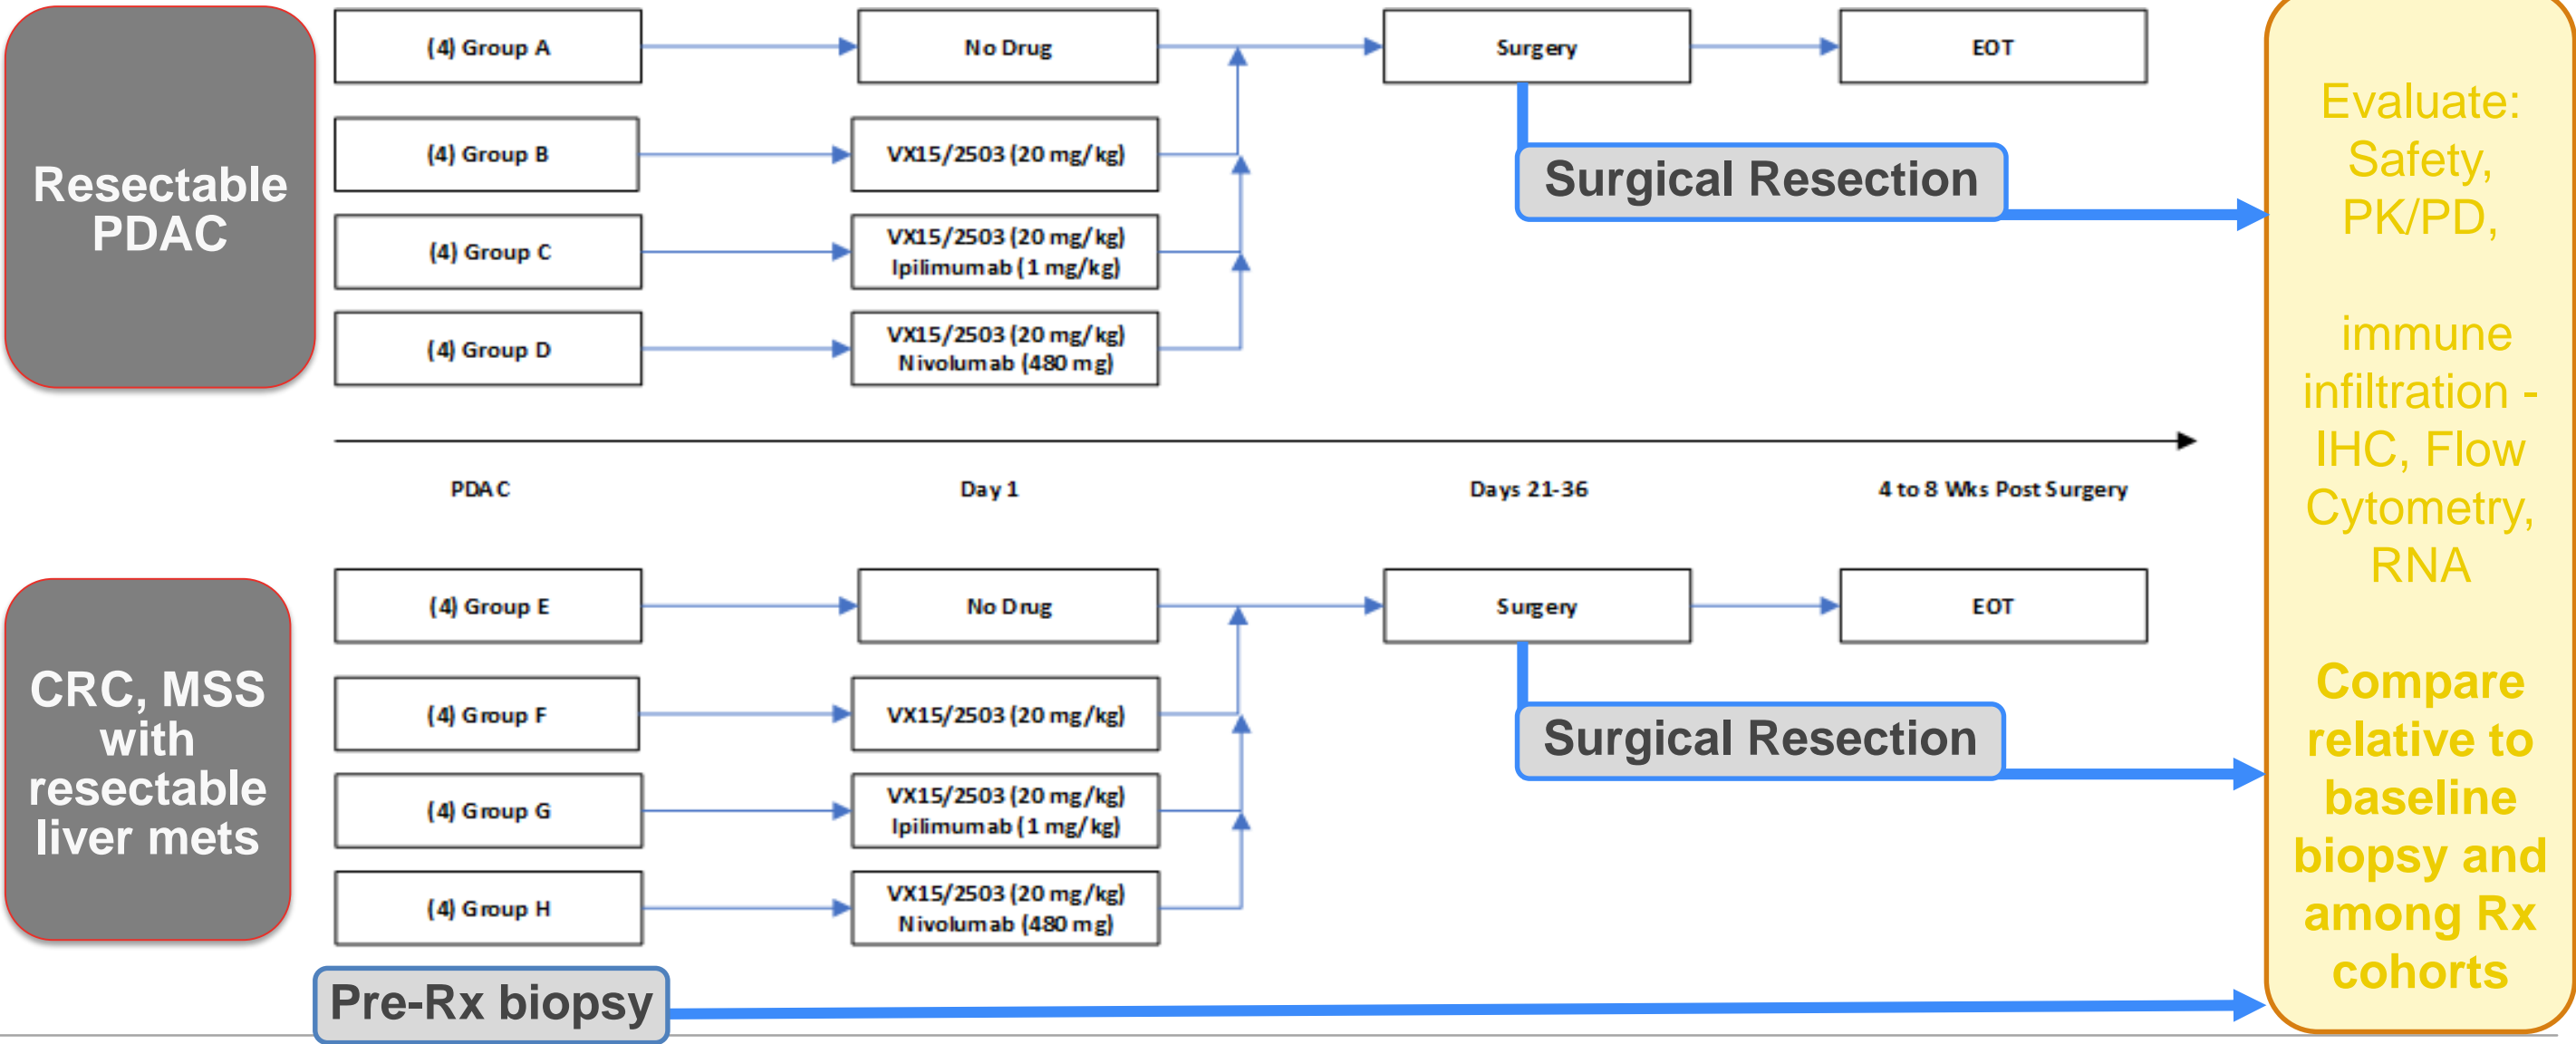 Resectable
PDAC
(4) Group A
No Drug
Surgery
EOT
(4) Group B
VX15/2503 (20 mg/kg)
(4) Group C
VX15/2503 (20 mg/kg)
Ipilimumab (1 mg/kg)
(4) Group D
VX15/2503 (20 mg/kg)
Nivolumab (480 mg)
Surgical Resection
PDAC
Day 1
Days 21-36
4 to 8 Wks Post Surgery
CRC, MSS
with
resectable
liver mets
(4) Group E
No Drug
Surgery
EOT
(4) Group F
VX15/2503 (20 mg/kg)
(4) Group G
VX15/2503 (20 mg/kg)
Ipilimumab (1 mg/kg)
(4) Group H
VX15/2503 (20 mg/kg)
Nivolumab (480 mg)
Surgical Resection
Pre-Rx biopsy
Evaluate:
Safety,
PK/PD,
immune
infiltration -
IHC, Flow
Cytometry,
RNA
Compare
relative to
baseline
biopsy and
among Rx
cohorts